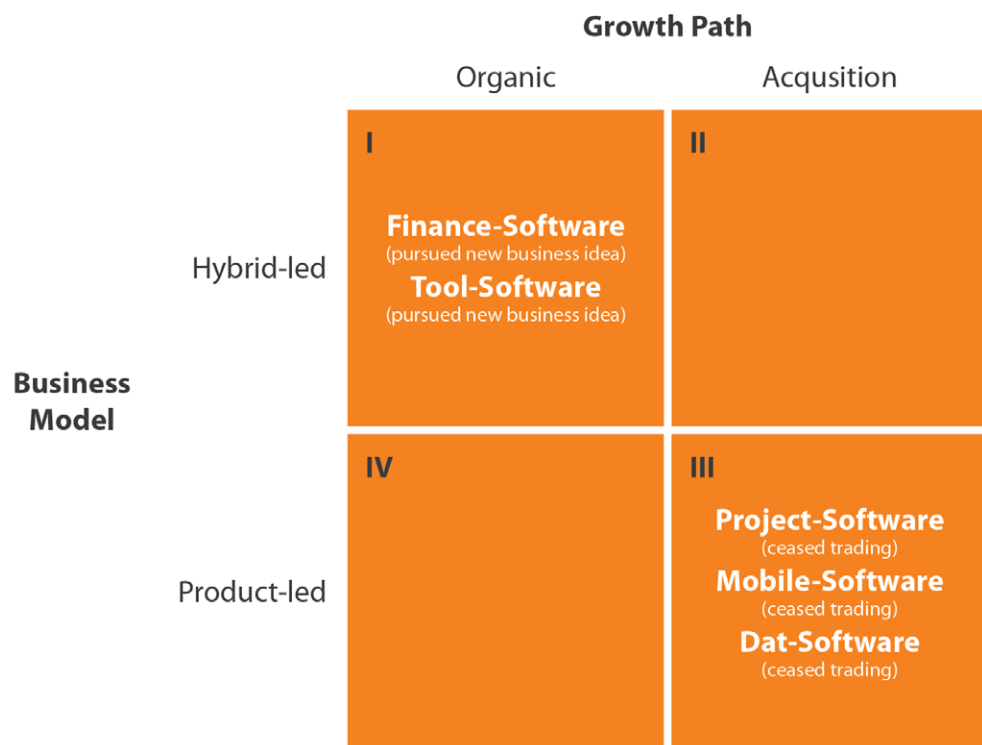 Growth Path
Organic
Acqusition
I
II
Finance-Software
(pursued new business idea)
Tool-Software
(pursued new business idea)
Hybrid-led
Business
Model
IV
III
Project-Software
(ceased trading)
Mobile-Software
(ceased trading)
Dat-Software
(ceased trading)
Product-led